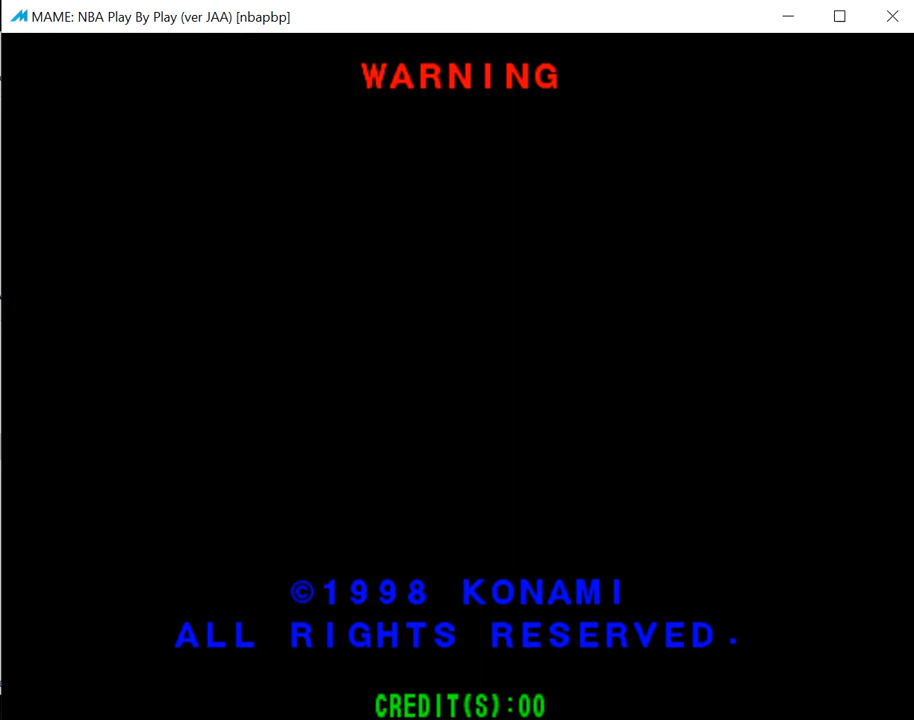 MAME: NBA Play By Play (ver JAA) [nbapbp]
WARNING
©1998 KONAMI
ALL RIGHTS RESERVED.
CREDIT(S):00